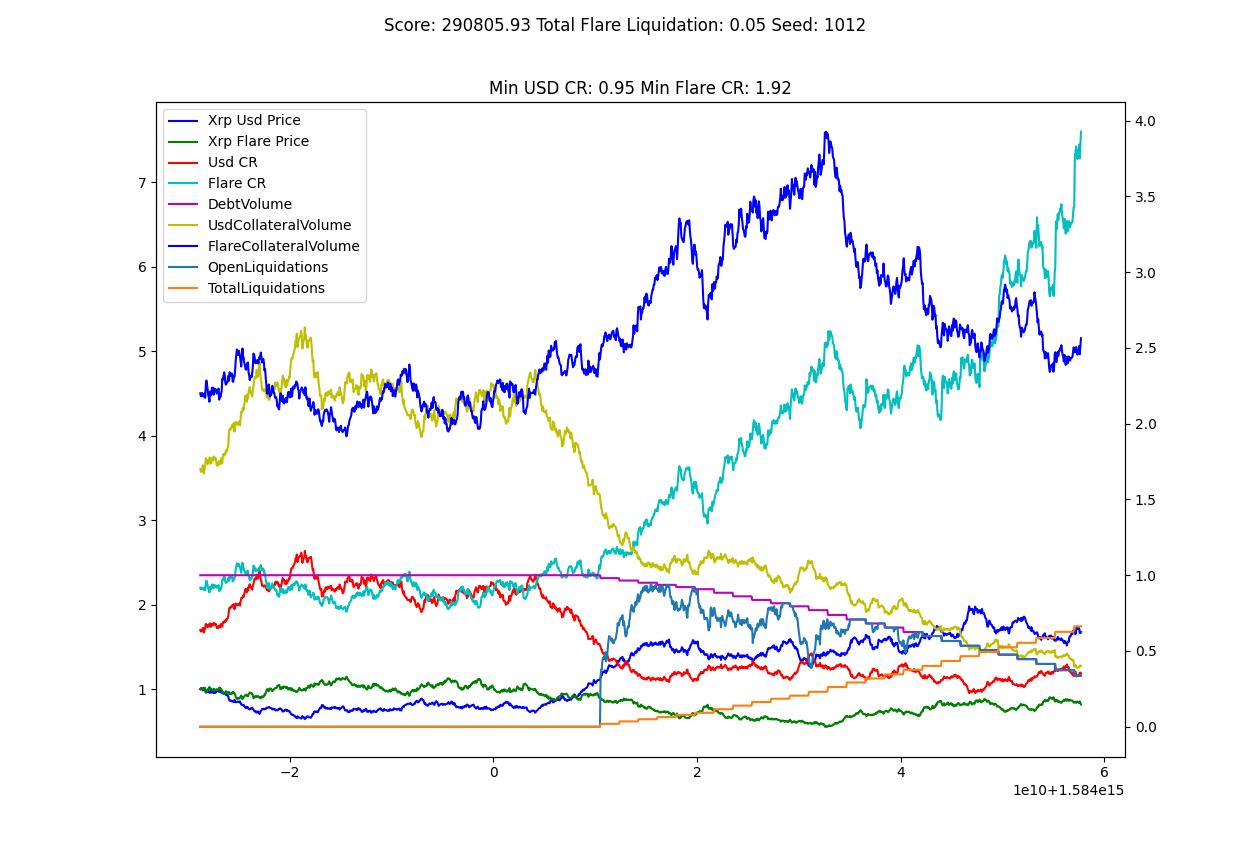 Score: 290805.93 Total Flare Liquidation: 0.05 Seed: 1012
Min USD CR: 0.95 Min Flare CR: 1.92
Xrp Usd Price
Xrp Flare Price
Usd CR
Flare CR
DebtVolume
UsdCollateralVolume
FlareCollateralVolume
OpenLiquidations
TotalLiquidations
7
6
5
4
3
2
1
4.0
3.5
3.0
2.5
2.0
1.5
1.0
0.5
0.0
−2 0 2 4 6
1e10+1.584e15